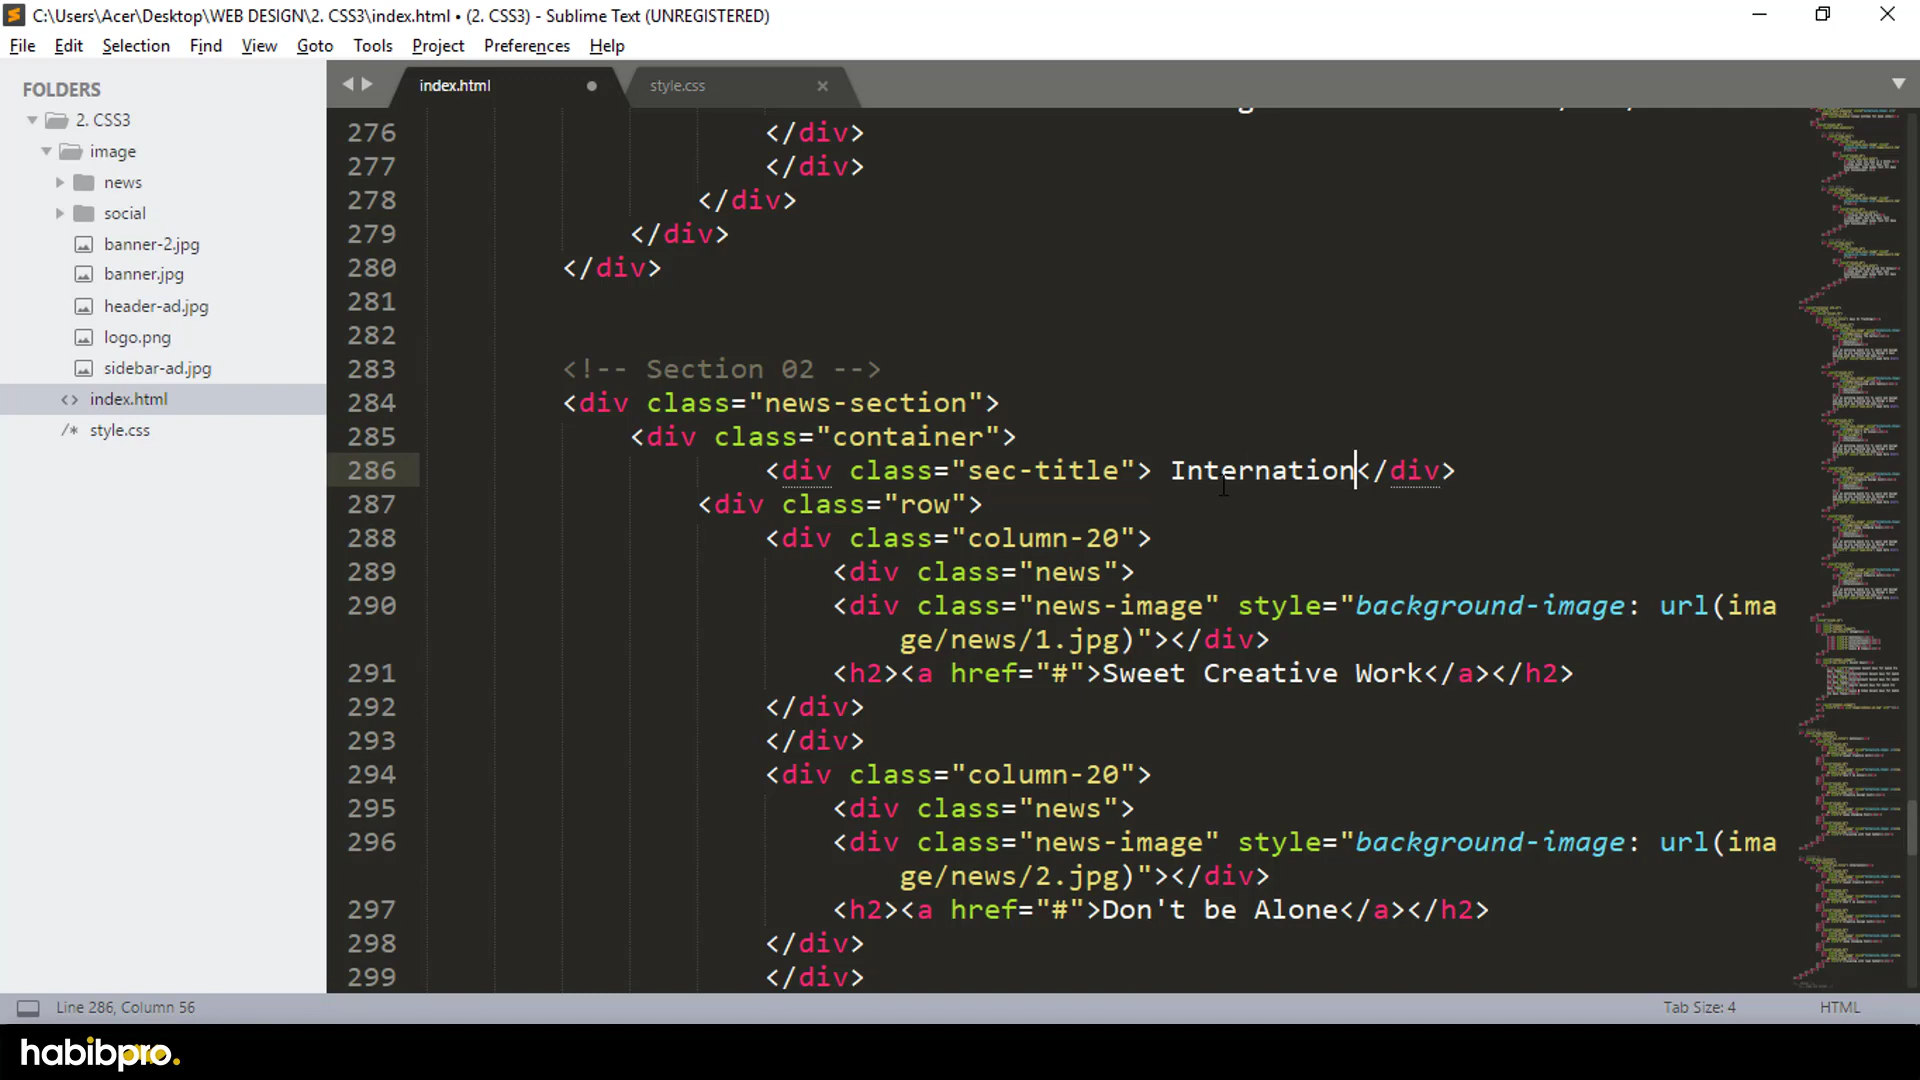 C:\Users\Acer\Desktop\WEB DESIGN\2. CSS3\index.html • (2. CSS3) - Sublime Text (UNREGISTERED)
File Edit Selection Find View Goto Tools Project Preferences Help
FOLDERS
2. CSS3
image
news
social
banner-2.jpg
banner.jpg
header-ad.jpg
logo.png
sidebar-ad.jpg
<> index.html
/* style.css
index.html style.css
276 </div>
277 </div>
278 </div>
279 </div>
280 </div>
281
282
283 <!-- Section 02 -->
284 <div class="news-section">
285 <div class="container">
286 <div class="sec-title"> Internation</div>
287 <div class="row">
288 <div class="column-20">
289 <div class="news">
290 <div class="news-image" style="background-image: url(ima
ge/news/1.jpg)"></div>
291 <h2><a href="#">Sweet Creative Work</a></h2>
292 </div>
293 </div>
294 <div class="column-20">
295 <div class="news">
296 <div class="news-image" style="background-image: url(ima
ge/news/2.jpg)"></div>
297 <h2><a href="#">Don't be Alone</a></h2>
298 </div>
299 </div>
Line 286, Column 56 Tab Size: 4 HTML
habibpro.